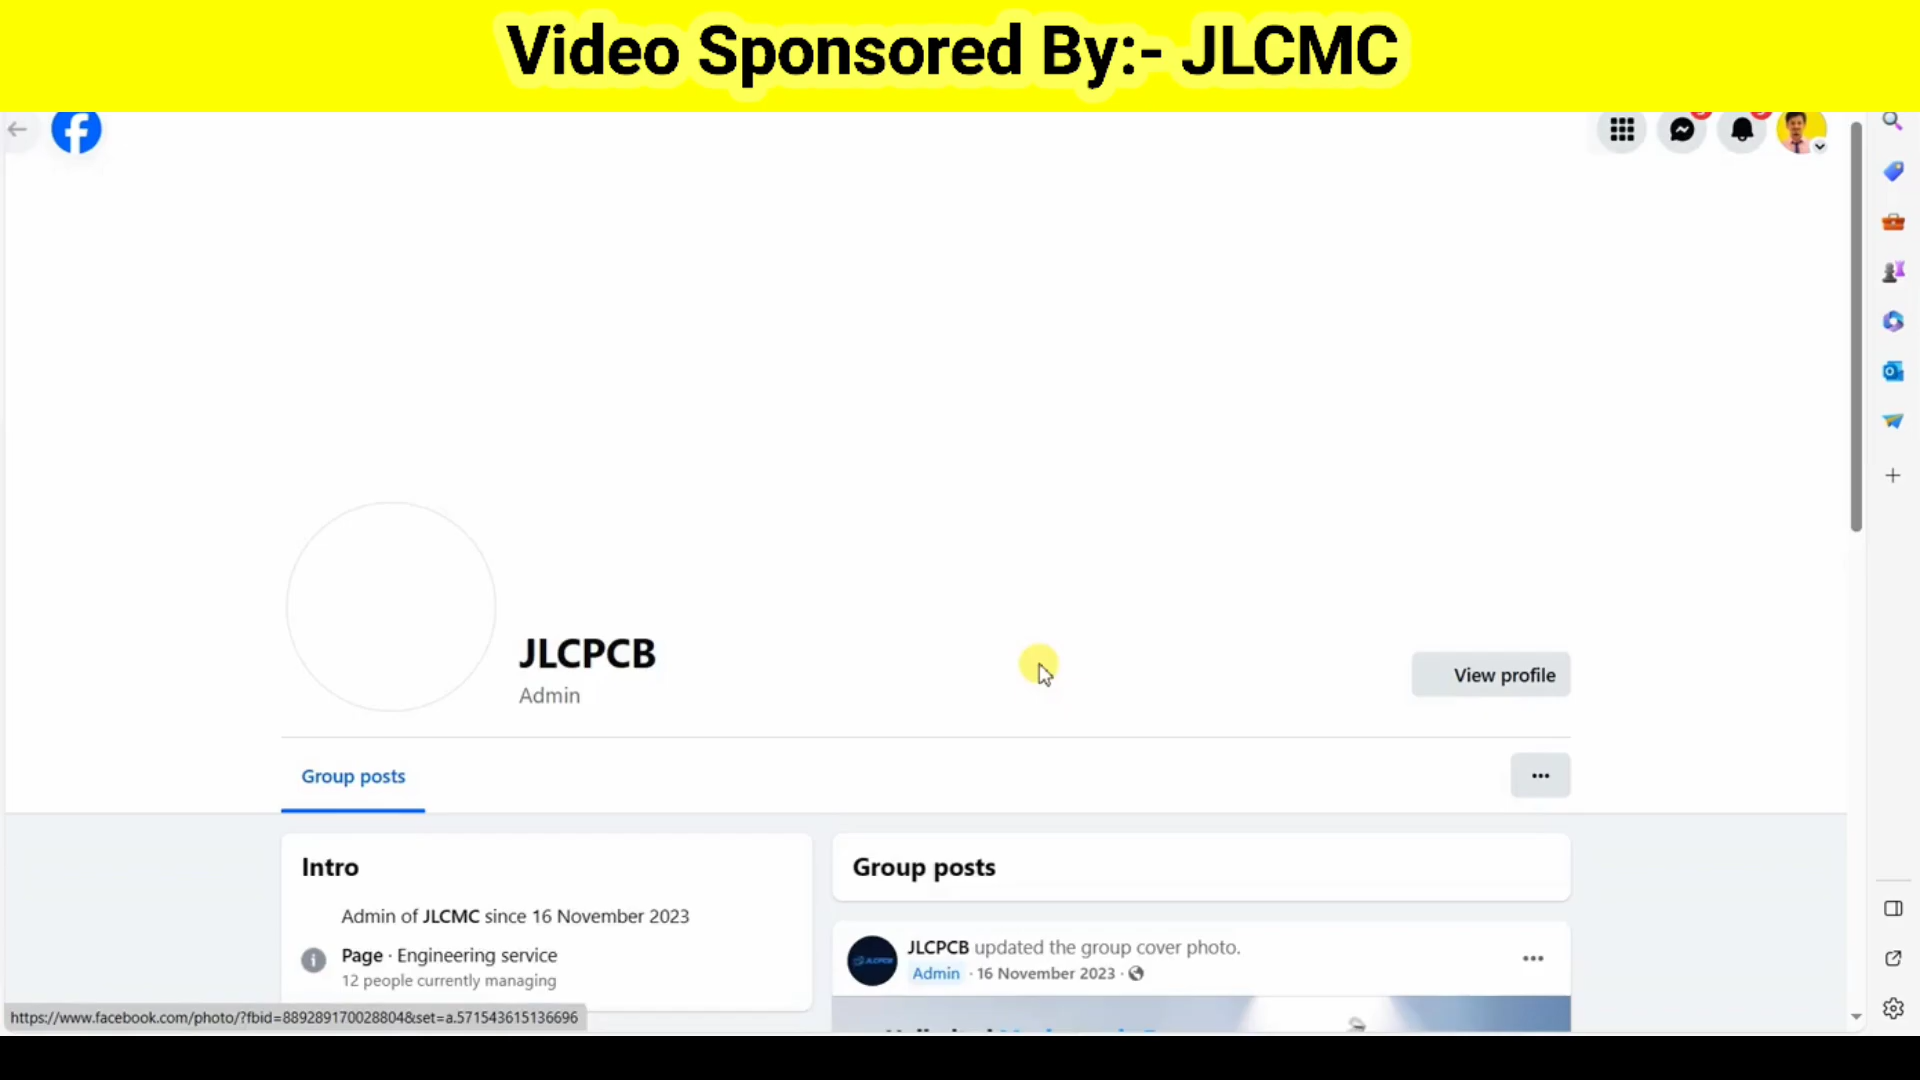 Video Sponsored By:- JLCMC
JLCPCB
Admin
View profile
Group posts
Intro
Admin of JLCMC since 16 November 2023
Page · Engineering service
12 people currently managing
Group posts
JLCPCB updated the group cover photo.
Admin · 16 November 2023 ·
JLCPCB
https://www.facebook.com/photo/?fbid=889289170028804&set=a.571543615136696